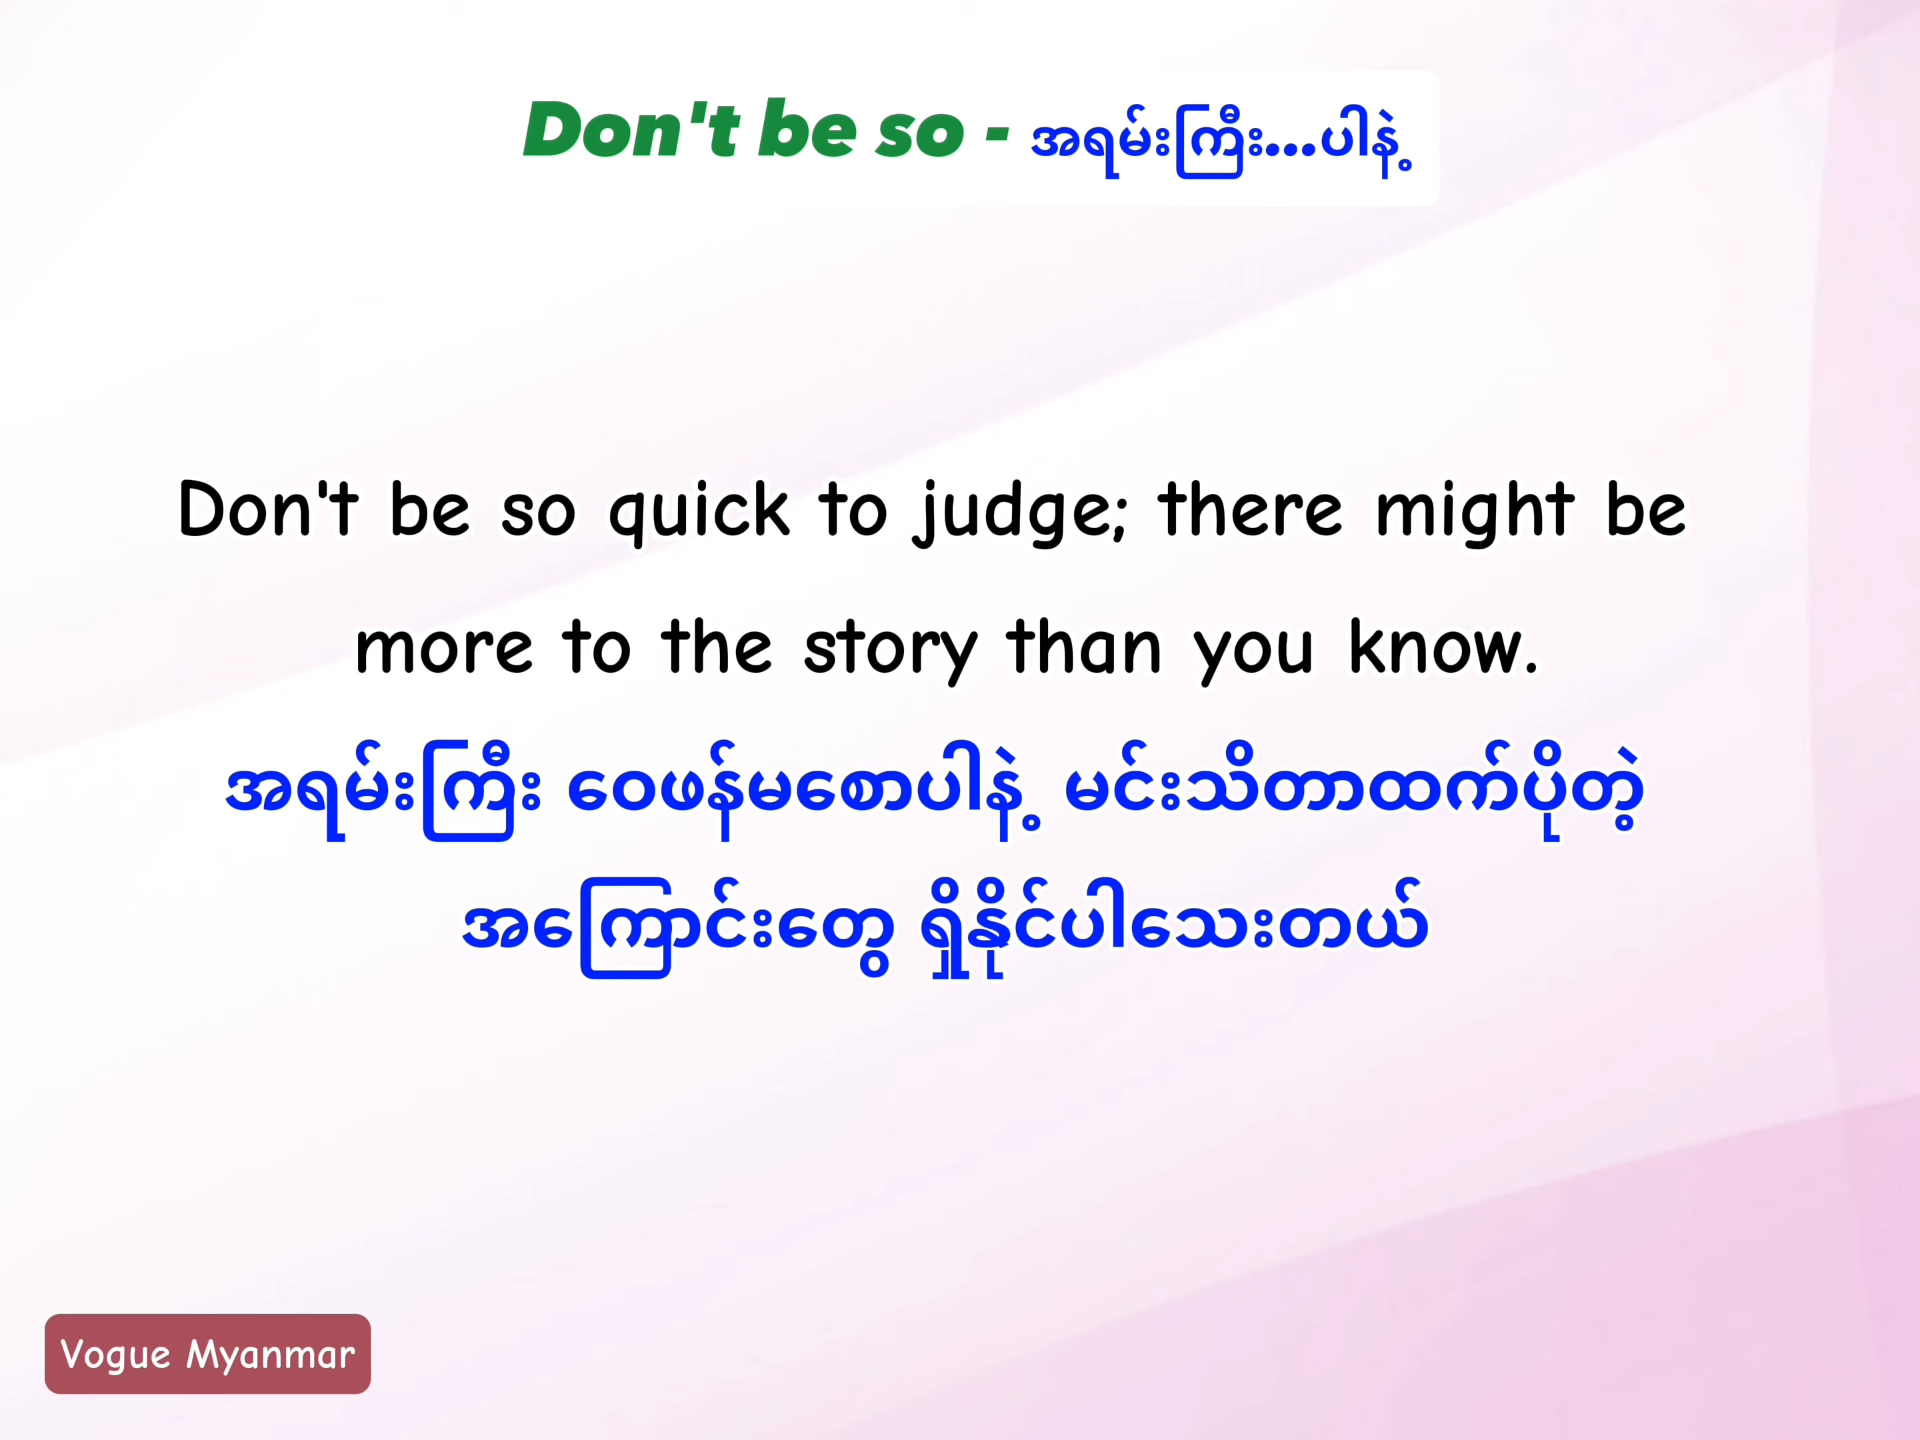 Don't be so - အရမ်းကြီး...ပါနဲ့
Don't be so quick to judge; there might be
more to the story than you know.
အရမ်းကြီး ဝေဖန်မစောပါနဲ့ မင်းသိတာထက်ပိုတဲ့
အကြောင်းတွေ ရှိနိုင်ပါသေးတယ်
Vogue Myanmar